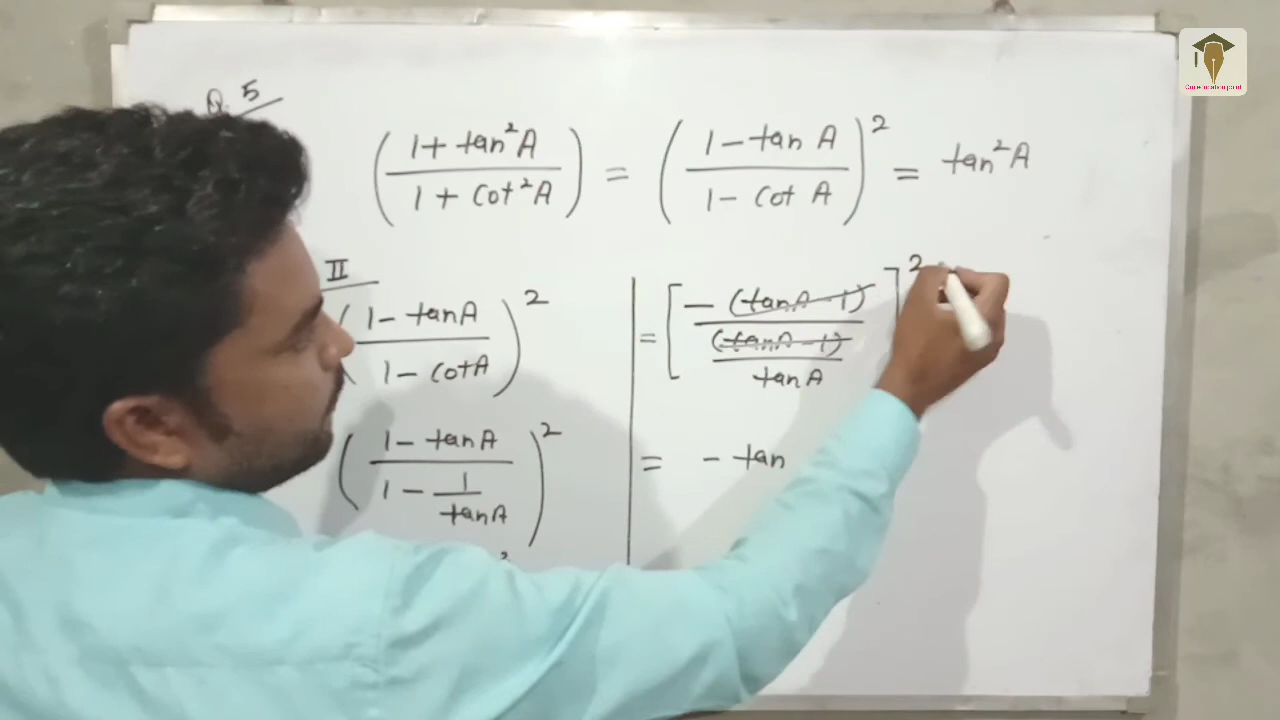 Q. 5
(1 + tan²A / 1 + cot²A) = (1 - tan A / 1 - cot A)² = tan²A
II
(1 - tanA / 1 - cotA)²
(1 - tanA / 1 - 1/tanA)²
2
= [-(tanA - 1) / (tanA - 1) / tanA]²
= - tan